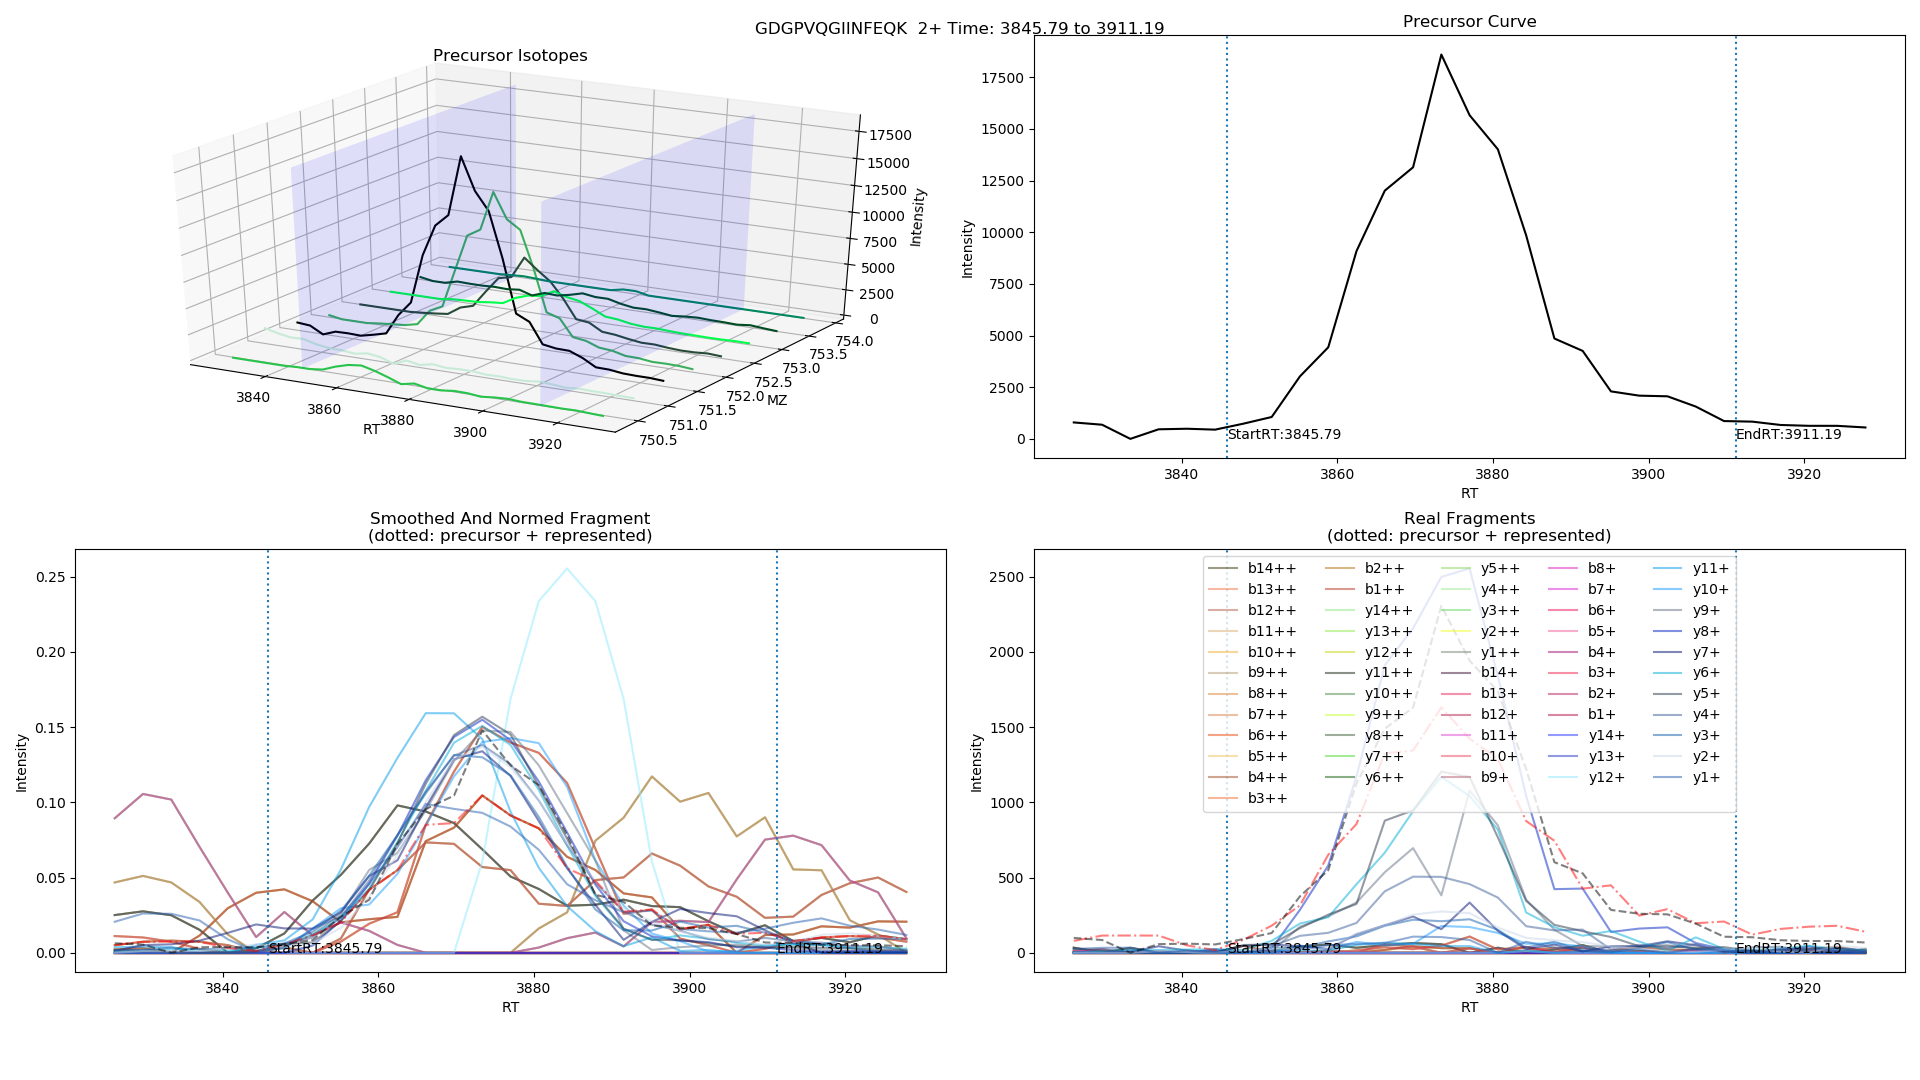 GDGPVQGIINFEQK  2+ Time: 3845.79 to 3911.19
Precursor Isotopes
17500
15000
12500
10000
7500
5000
2500
0
Intensity
754.0
753.5
753.0
752.5
752.0
751.5
751.0
750.5
MZ
3840
3860
3880
3900
3920
RT
Precursor Curve
17500
15000
12500
10000
7500
5000
2500
0
Intensity
StartRT:3845.79
EndRT:3911.19
3840 3860 3880 3900 3920
RT
Smoothed And Normed Fragment
(dotted: precursor + represented)
0.25
0.20
0.15
0.10
0.05
0.00
Intensity
StartRT:3845.79
EndRT:3911.19
3840 3860 3880 3900 3920
RT
Real Fragments
(dotted: precursor + represented)
2500
2000
1500
1000
500
0
Intensity
b14++ b2++ y5++ b8+ y11+
b13++ b1++ y4++ b7+ y10+
b12++ y14++ y3++ b6+ y9+
b11++ y13++ y2++ b5+ y8+
b10++ y12++ y1++ b4+ y7+
b9++ y11++ b14+ b3+ y6+
b8++ y10++ b13+ b2+ y5+
b7++ y9++ b12+ b1+ y4+
b6++ y8++ b11+ y14+ y3+
b5++ y7++ b10+ y13+ y2+
b4++ y6++ b9+ y12+ y1+
b3++
StartRT:3845.79
EndRT:3911.19
3840 3860 3880 3900 3920
RT